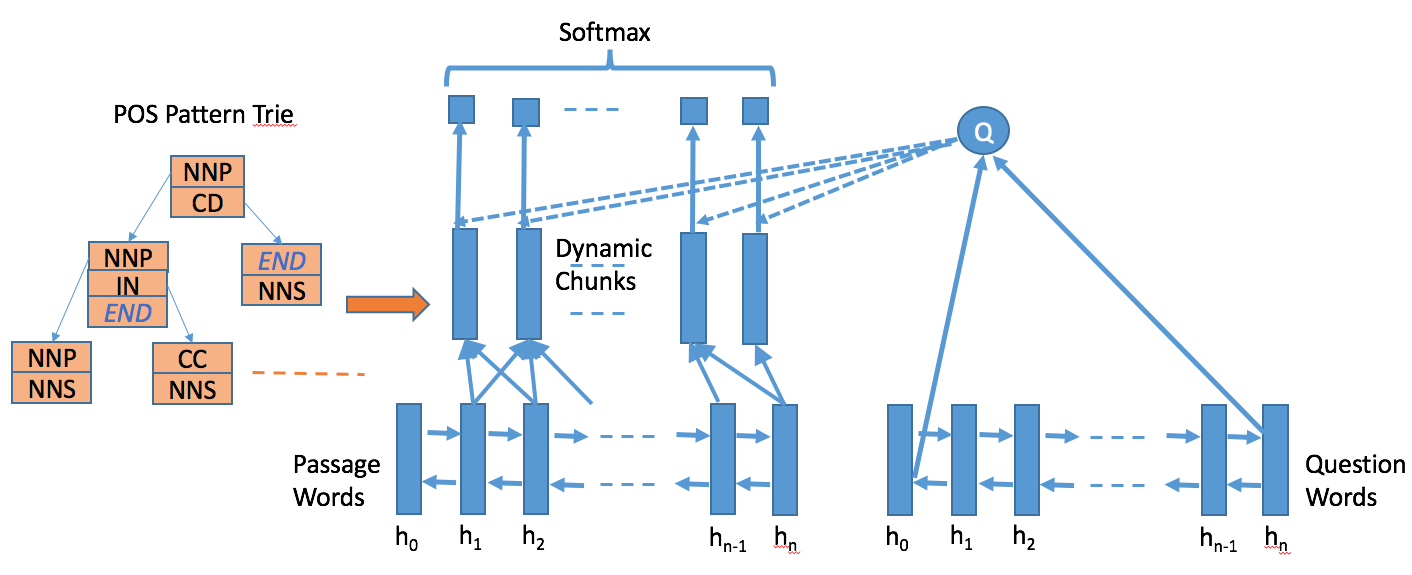 Softmax
POS Pattern Trie
NNP
CD
NNP
IN
END
END
NNS
NNP
NNS
CC
NNS
Dynamic
Chunks
Q
Passage
Words
h0
h1
h2
hn-1
hn
h0
h1
h2
hn-1
hn
Question
Words